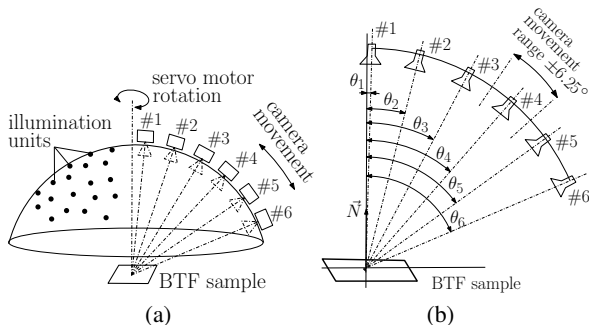 servo motor
rotation
illumination
units
#1
#2
#3
#4
#5
#6
camera
movement
BTF sample
(a)
#1
#2
#3
#4
#5
#6
camera
movement
range ±6.25°
θ1
θ2
θ3
θ4
θ5
θ6
N⃗
BTF sample
(b)